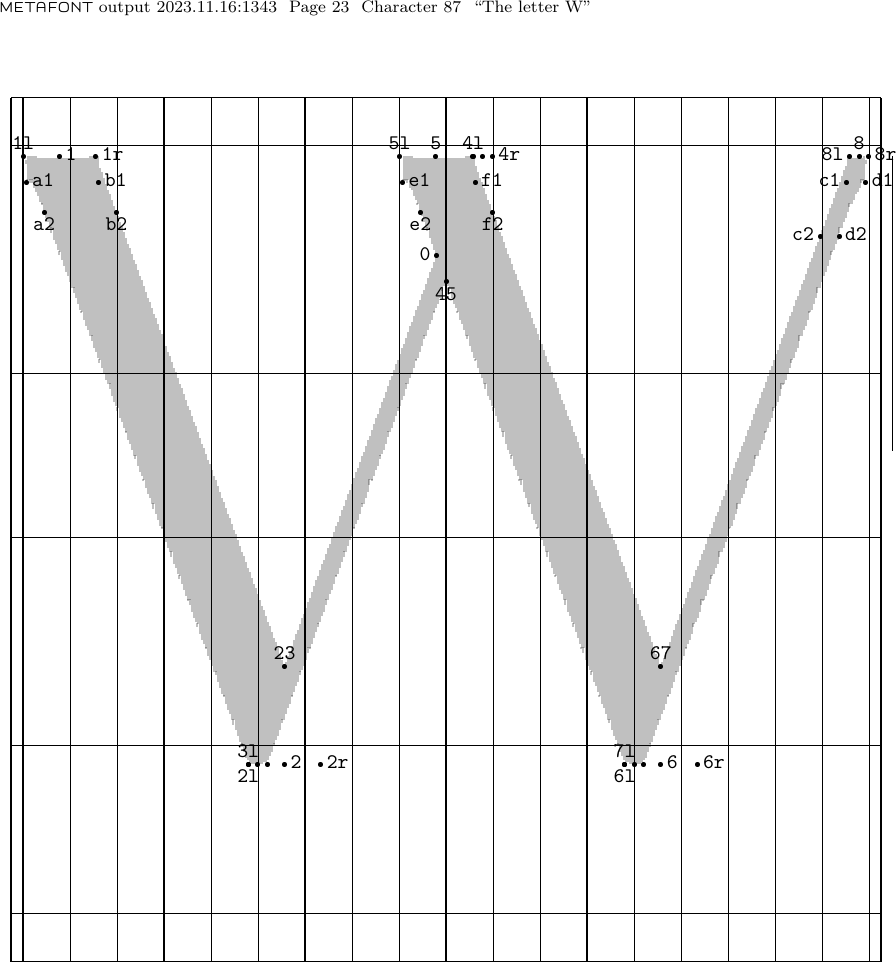 METAFONT output 2023.11.16:1343 Page 23 Character 87 “The letter W”
1l 1 1r 5l 5 4l 4r 8l 8 8r
a1 b1 e1 f1 c1 d1
a2 b2 e2 f2 c2 d2
0
45
23 67
3l 7l
2l 2 2r 6l 6 6r